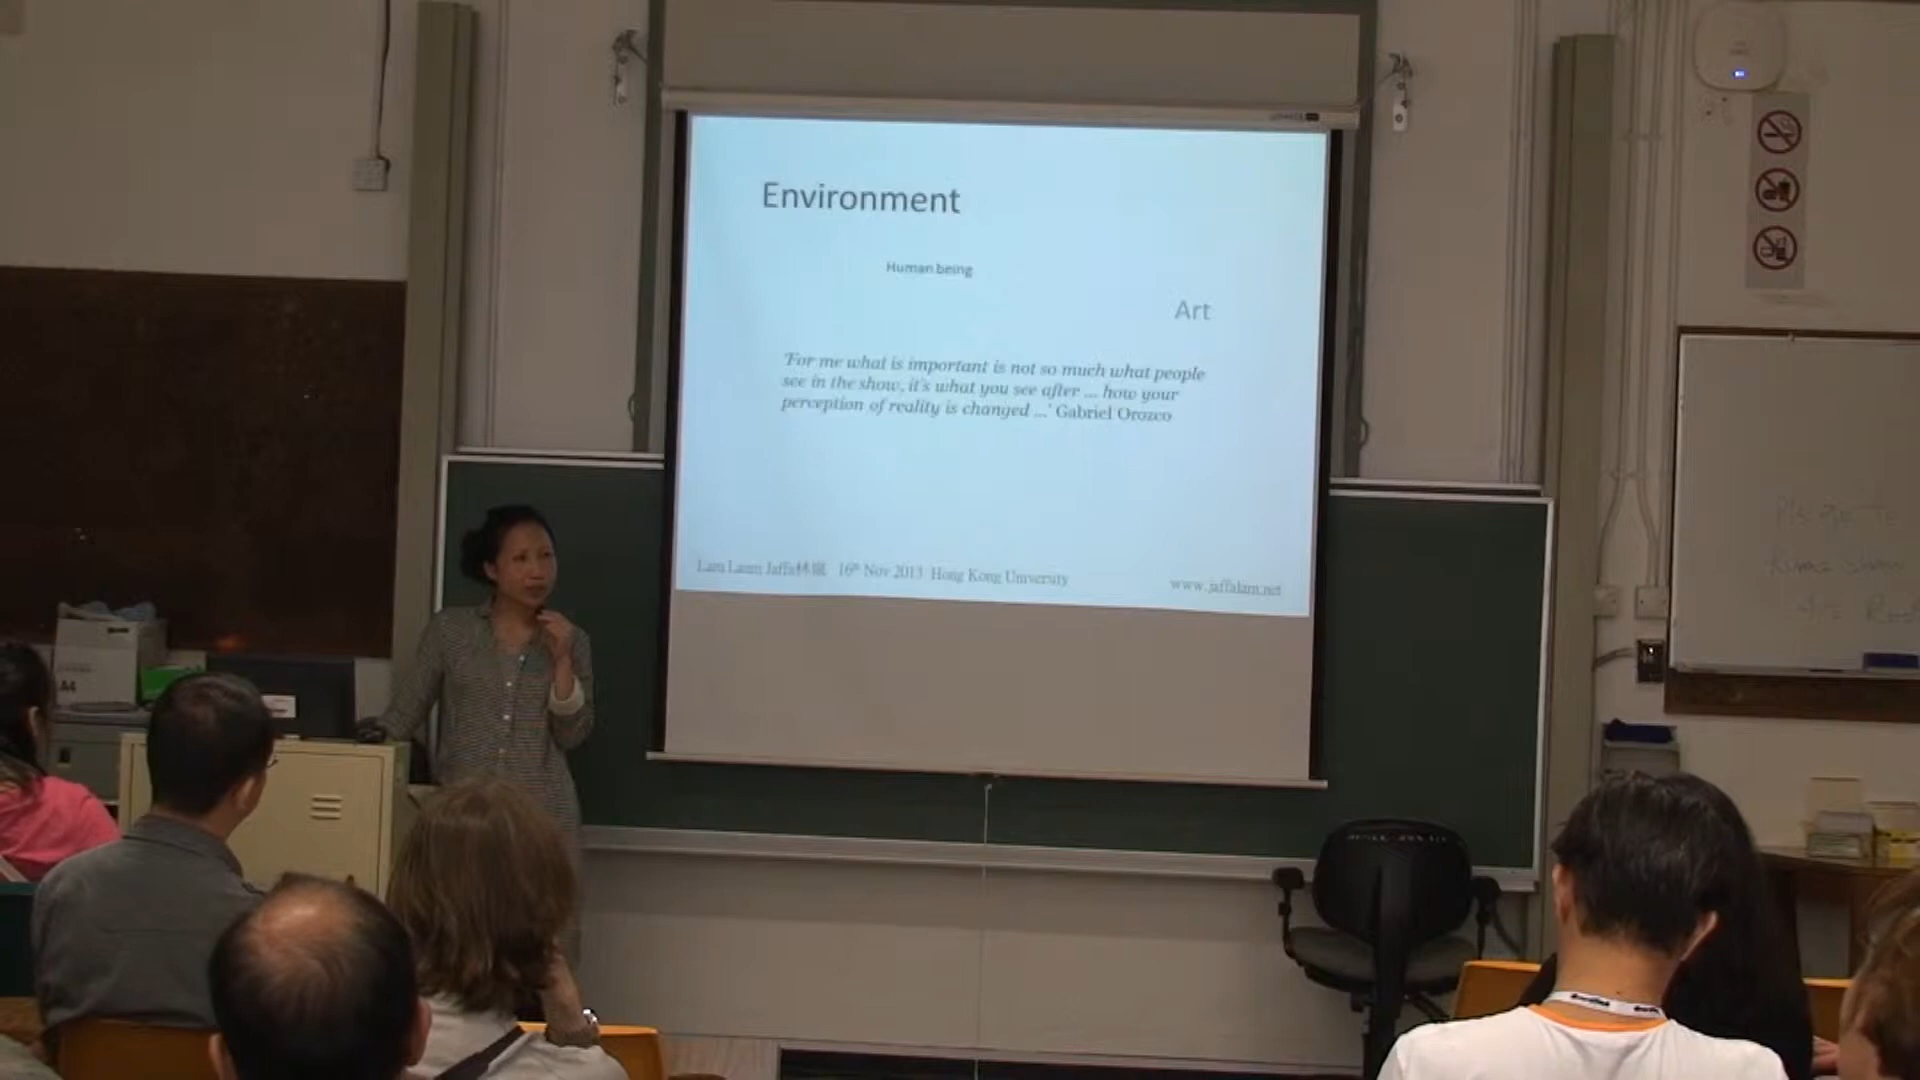 Environment
Human being
Art
'For me what is important is not so much what people
see in the show, it's what you see after ... how your
perception of reality is changed ...' Gabriel Orozco
Lam Laam Jaffa林嵐 16th Nov 2013 Hong Kong University
www.jaffalam.net
A4